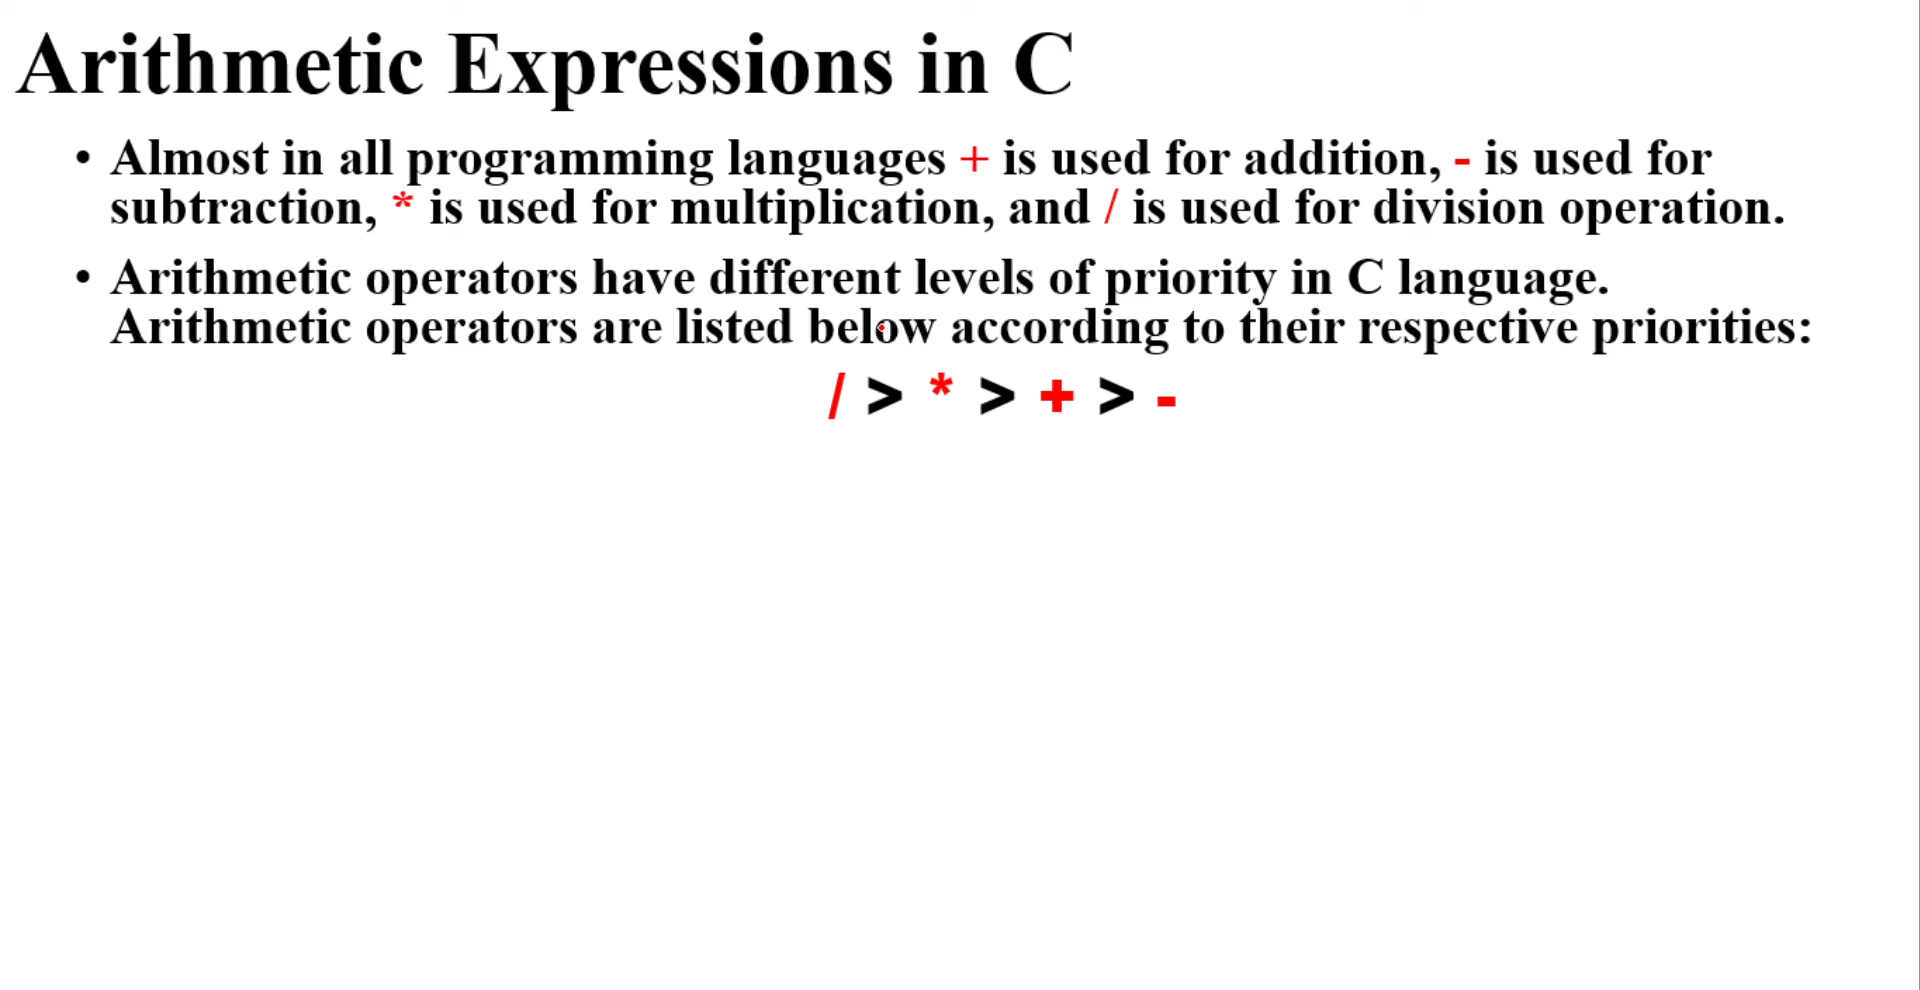 Arithmetic Expressions in C
• Almost in all programming languages + is used for addition, - is used for
subtraction, * is used for multiplication, and / is used for division operation.
• Arithmetic operators have different levels of priority in C language.
Arithmetic operators are listed below according to their respective priorities:
/ > * > + > -